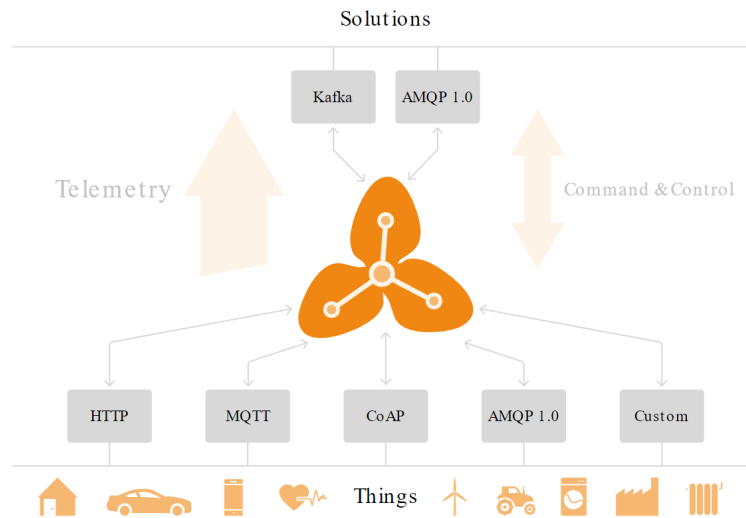 Solutions
Kafka
AMQP 1.0
Telemetry
Command &Control
HTTP
MQTT
CoAP
AMQP 1.0
Custom
Things